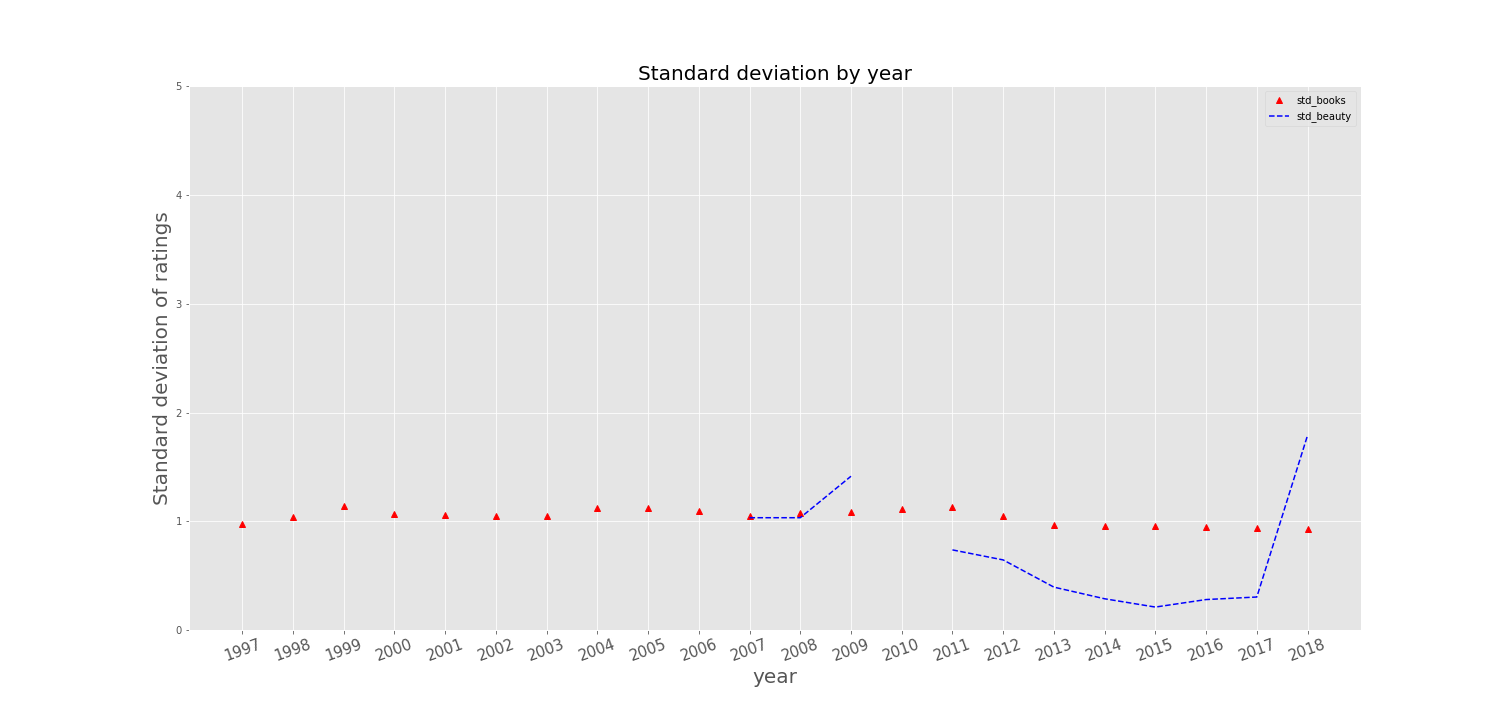 Standard deviation by year
std_books
std_beauty
Standard deviation of ratings
5
4
3
2
1
0
1997 1998 1999 2000 2001 2002 2003 2004 2005 2006 2007 2008 2009 2010 2011 2012 2013 2014 2015 2016 2017 2018
year